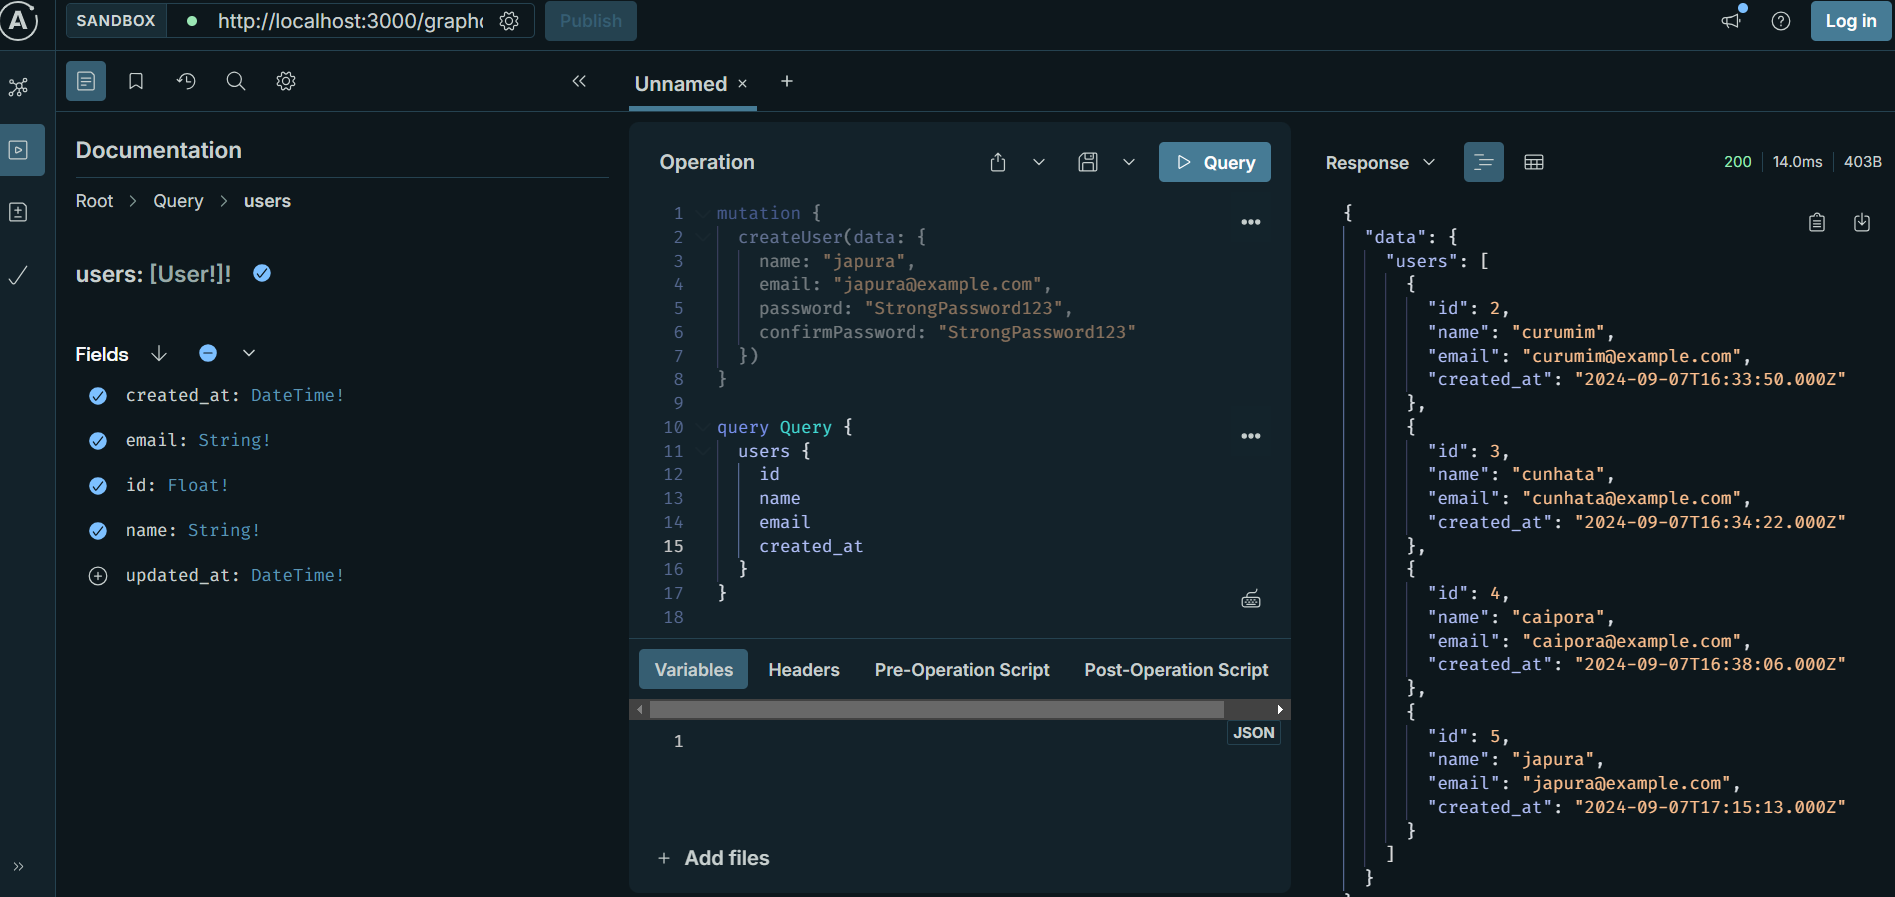 SANDBOX
http://localhost:3000/graph
Publish
Log in
Unnamed
Documentation
Root > Query > users
users: [User!]!
Fields
created_at: DateTime!
email: String!
id: Float!
name: String!
updated_at: DateTime!
Operation
Query
1 mutation {
2 createUser(data: {
3 name: "japura",
4 email: "japura@example.com",
5 password: "StrongPassword123",
6 confirmPassword: "StrongPassword123"
7 })
8 }
9
10 query Query {
11 users {
12 id
13 name
14 email
15 created_at
16 }
17 }
18
Variables Headers Pre-Operation Script Post-Operation Script
JSON
1
+ Add files
Response
200 14.0ms 403B
{
"data": {
"users": [
{
"id": 2,
"name": "curumim",
"email": "curumim@example.com",
"created_at": "2024-09-07T16:33:50.000Z"
},
{
"id": 3,
"name": "cunhata",
"email": "cunhata@example.com",
"created_at": "2024-09-07T16:34:22.000Z"
},
{
"id": 4,
"name": "caipora",
"email": "caipora@example.com",
"created_at": "2024-09-07T16:38:06.000Z"
},
{
"id": 5,
"name": "japura",
"email": "japura@example.com",
"created_at": "2024-09-07T17:15:13.000Z"
}
]
}